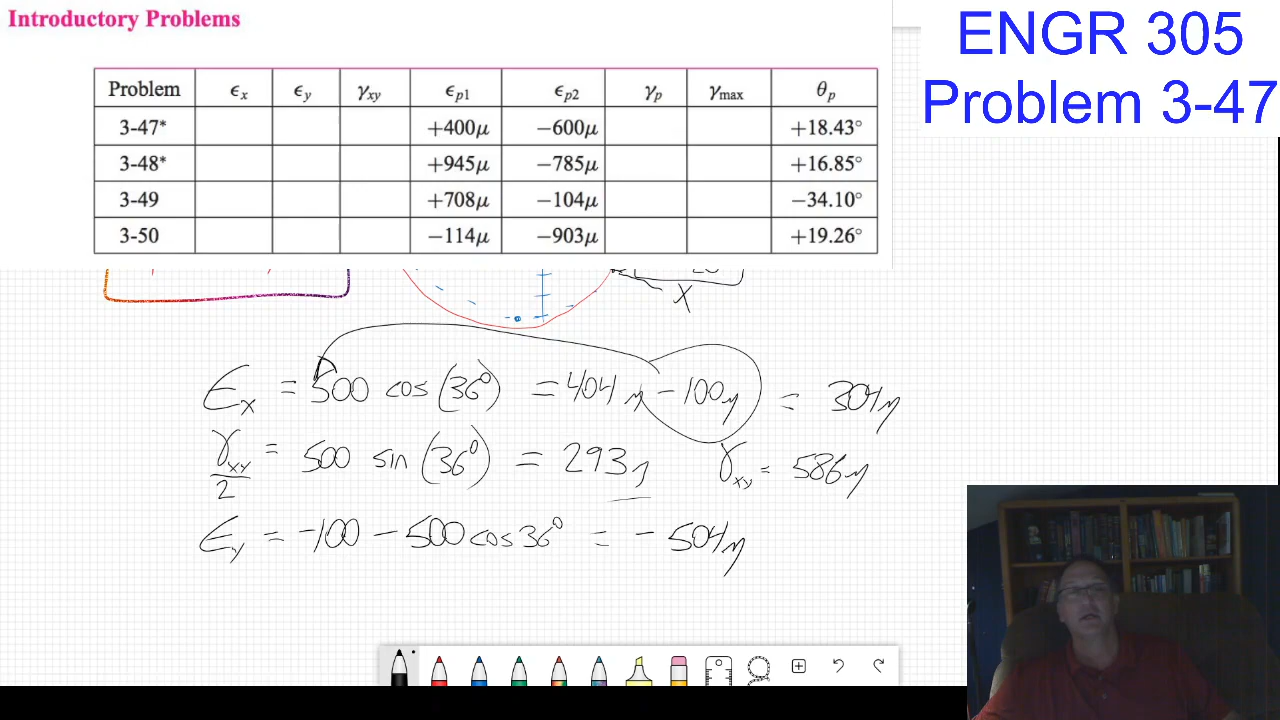 Introductory Problems
ENGR 305
Problem 3-47
Problem ϵx ϵy γxy ϵp1 ϵp2 γp γmax θp
3-47* +400μ −600μ +18.43°
3-48* +945μ −785μ +16.85°
3-49 +708μ −104μ −34.10°
3-50 −114μ −903μ +19.26°
X
ϵx = 500 cos (36°) = 404μ − 100μ = 304μ
γxy/2 = 500 sin (36°) = 293μ γxy = 586μ
ϵy = -100 − 500 cos 36° = − 504μ